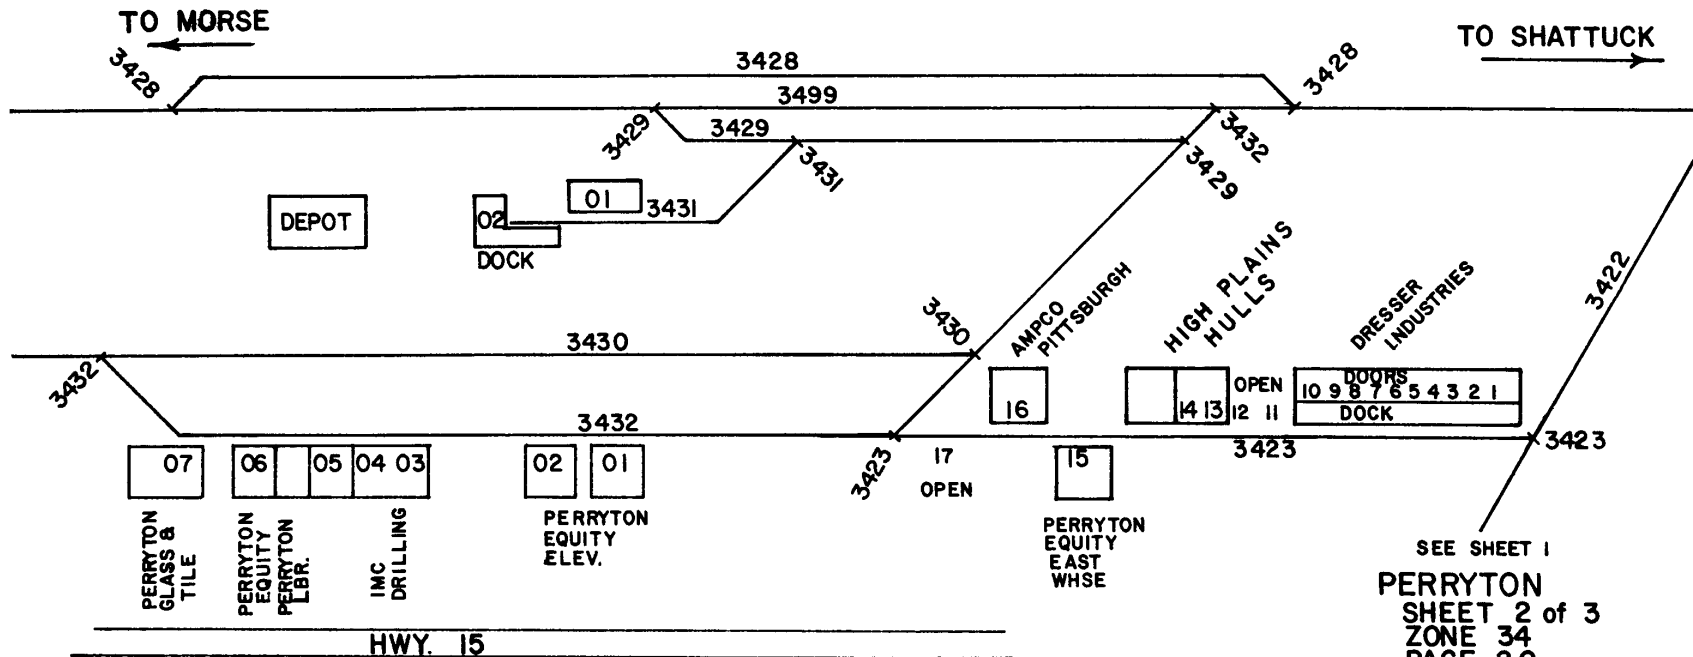 TO MORSE
TO SHATTUCK
3428
3428
3428
3499
3429
3429
3432
3431
3429
DEPOT
02
01
3431
DOCK
3422
3430
3430
3432
AMPCO
PITTSBURGH
HIGH PLAINS
HULLS
DRESSER
INDUSTRIES
16
14 13
OPEN
12 11
DOORS
10 9 8 7 6 5 4 3 2 1
DOCK
3432
3423
3423
3423
07
06
05
04 03
02
01
17
OPEN
15
PERRYTON
GLASS &
TILE
PERRYTON
EQUITY
PERRYTON
LBR.
IMC
DRILLING
PERRYTON
EQUITY
ELEV.
PERRYTON
EQUITY
EAST
WHSE
SEE SHEET 1
PERRYTON
SHEET 2 of 3
ZONE 34
HWY. 15